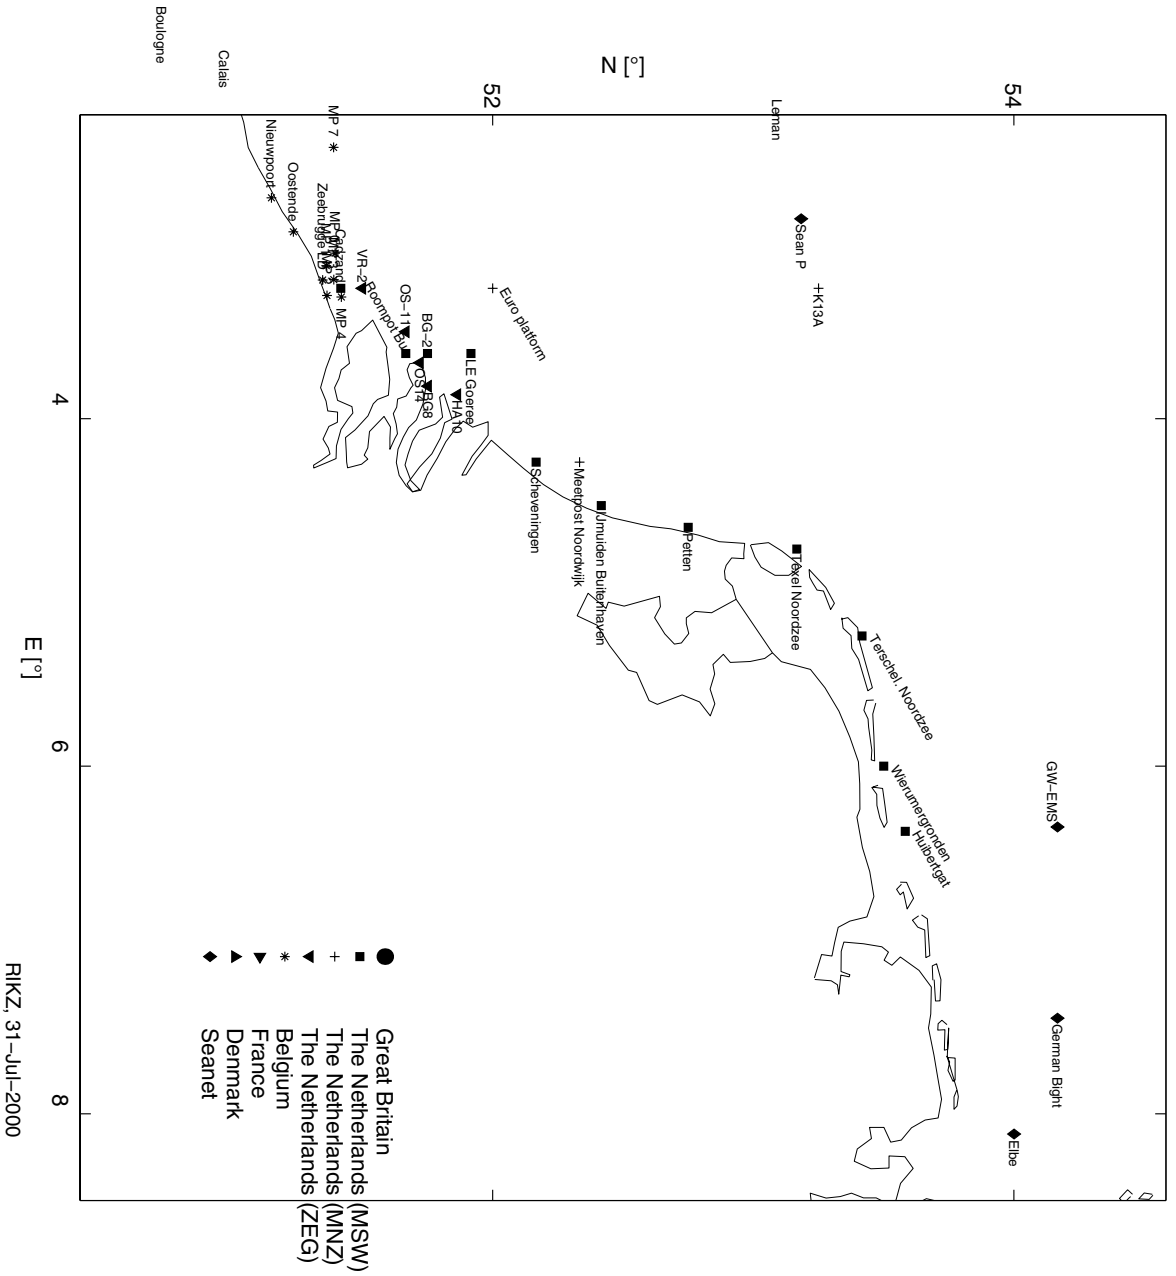 Boulogne
Calais
N [°]
52
54
Leman
MP 7
Nieuwpoort
Oostende
Zeebrugge LD
Cadzand
MP 4
VR-2
Roompot Bu
OS-11
BG-2
OS14
BG8
HA10
LE Goeree
Euro platform
Sean P
K13A
Scheveningen
Meetpost Noordwijk
IJmuiden Buitenhaven
Petten
Texel Noordzee
Terschel. Noordzee
Wierumergronden
Huibertgat
GW-EMS
German Bight
Elbe
4
6
8
E [°]
Great Britain
The Netherlands (MSW)
The Netherlands (MNZ)
The Netherlands (ZEG)
Belgium
France
Denmark
Seanet
RIKZ, 31-Jul-2000